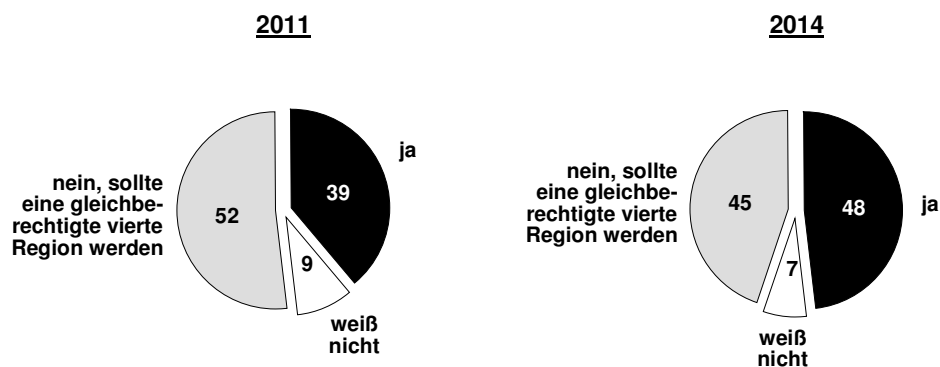 2011
nein, sollte
eine gleichbe-
rechtigte vierte
Region werden
52
39
ja
9
weiß
nicht
2014
nein, sollte
eine gleichbe-
rechtigte vierte
Region werden
45
48
ja
7
weiß
nicht